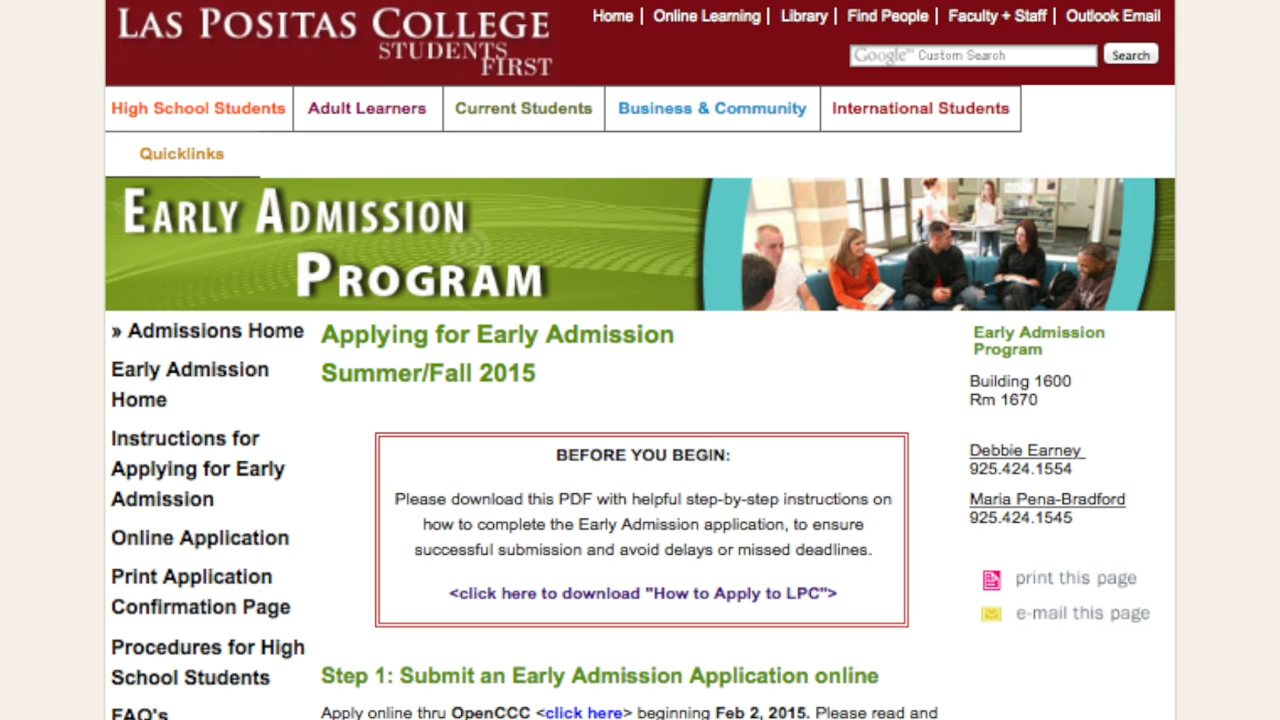 LAS POSITAS COLLEGE
STUDENTS
FIRST
Home | Online Learning | Library | Find People | Faculty + Staff | Outlook Email
Google™ Custom Search
Search
High School Students
Adult Learners
Current Students
Business & Community
International Students
Quicklinks
EARLY ADMISSION
PROGRAM
» Admissions Home
Early Admission
Home
Instructions for
Applying for Early
Admission
Online Application
Print Application
Confirmation Page
Procedures for High
School Students
FAQ's
Applying for Early Admission
Summer/Fall 2015
BEFORE YOU BEGIN:
Please download this PDF with helpful step-by-step instructions on
how to complete the Early Admission application, to ensure
successful submission and avoid delays or missed deadlines.
<click here to download "How to Apply to LPC">
Step 1: Submit an Early Admission Application online
Apply online thru OpenCCC <click here> beginning Feb 2, 2015. Please read and
Early Admission
Program
Building 1600
Rm 1670
Debbie Earney
925.424.1554
Maria Pena-Bradford
925.424.1545
print this page
e-mail this page